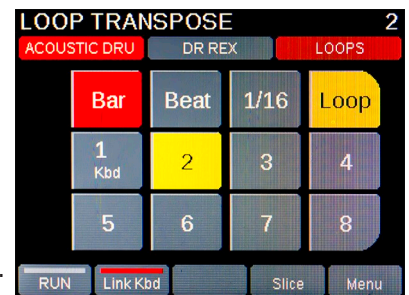 LOOP TRANSPOSE 2
ACOUSTIC DRU DR REX LOOPS
Bar Beat 1/16 Loop
1 2 3 4
Kbd
5 6 7 8
RUN Link Kbd Slice Menu